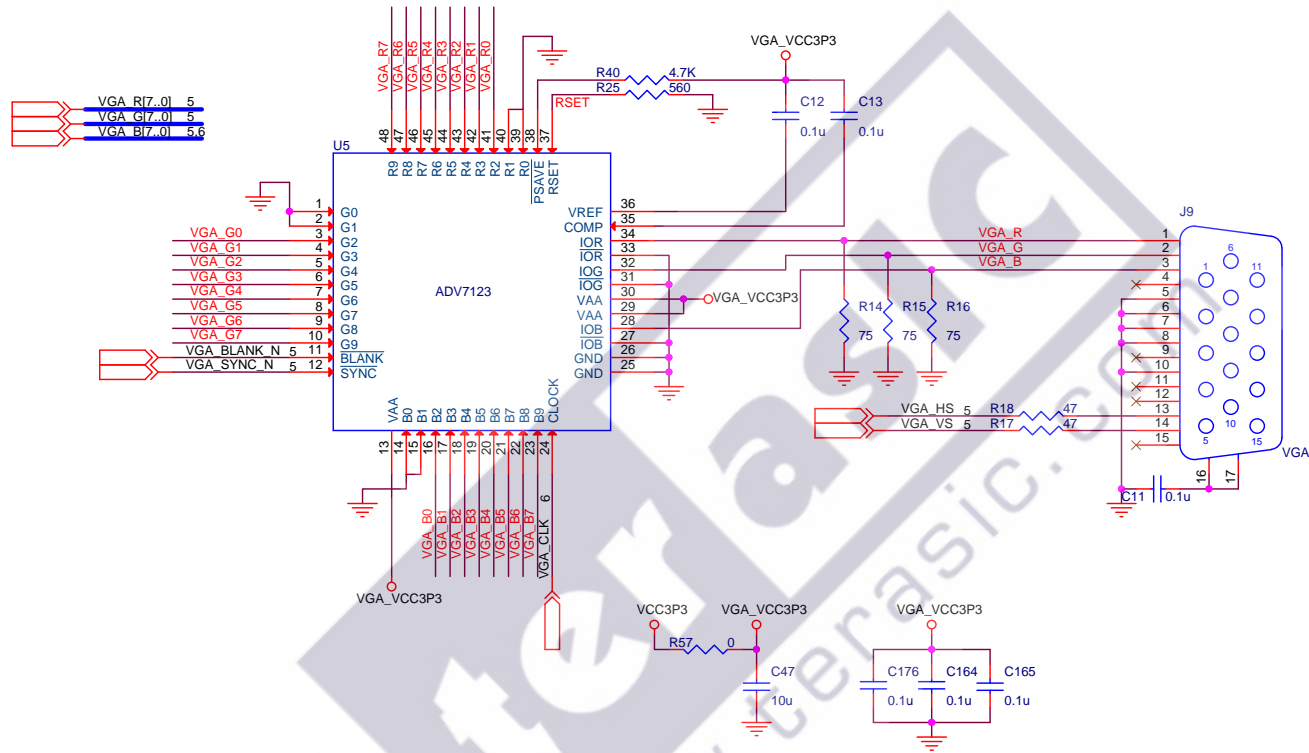 VGA_R7
VGA_R6
VGA_R5
VGA_R4
VGA_R3
VGA_R2
VGA_R1
VGA_R0
VGA_VCC3P3
R40 4.7K
R25 560
RSET
C12
0.1u
C13
0.1u
VGA_R[7..0] 5
VGA_G[7..0] 5
VGA_B[7..0] 5,6
48 47 46 45 44 43 42 41 40 39 38 37
U5
R9 R8 R7 R6 R5 R4 R3 R2 R1 R0 PSAVE RSET
1 G0
2 G1
VGA_G0 3 G2
VGA_G1 4 G3
VGA_G2 5 G4
VGA_G3 6 G5
VGA_G4 7 G6
VGA_G5 8 G7
VGA_G6 9 G8
VGA_G7 10 G9
VGA_BLANK_N 5 11 BLANK
VGA_SYNC_N 5 12 SYNC
ADV7123
VREF 36
COMP 35
IOR 34
IOR 33
IOG 32
IOG 31
VAA 30
VAA 29
IOB 28
IOB 27
GND 26
GND 25
VGA_VCC3P3
VAA B0 B1 B2 B3 B4 B5 B6 B7 B8 B9 CLOCK
13 14 15 16 17 18 19 20 21 22 23 24
6
VGA_B0
VGA_B1
VGA_B2
VGA_B3
VGA_B4
VGA_B5
VGA_B6
VGA_B7
VGA_CLK
VGA_VCC3P3
R14
75
R15
75
R16
75
VGA_R
VGA_G
VGA_B
VGA_HS 5 R18 47
VGA_VS 5 R17 47
J9
1
2
3
4
5
6
7
8
9
10
11
12
13
14
15
6
1 11
5 10 15
VGA
16 17
C11 0.1u
VCC3P3
VGA_VCC3P3
R57 0
C47
10u
VGA_VCC3P3
C176
0.1u
C164
0.1u
C165
0.1u
terasic
terasic.com